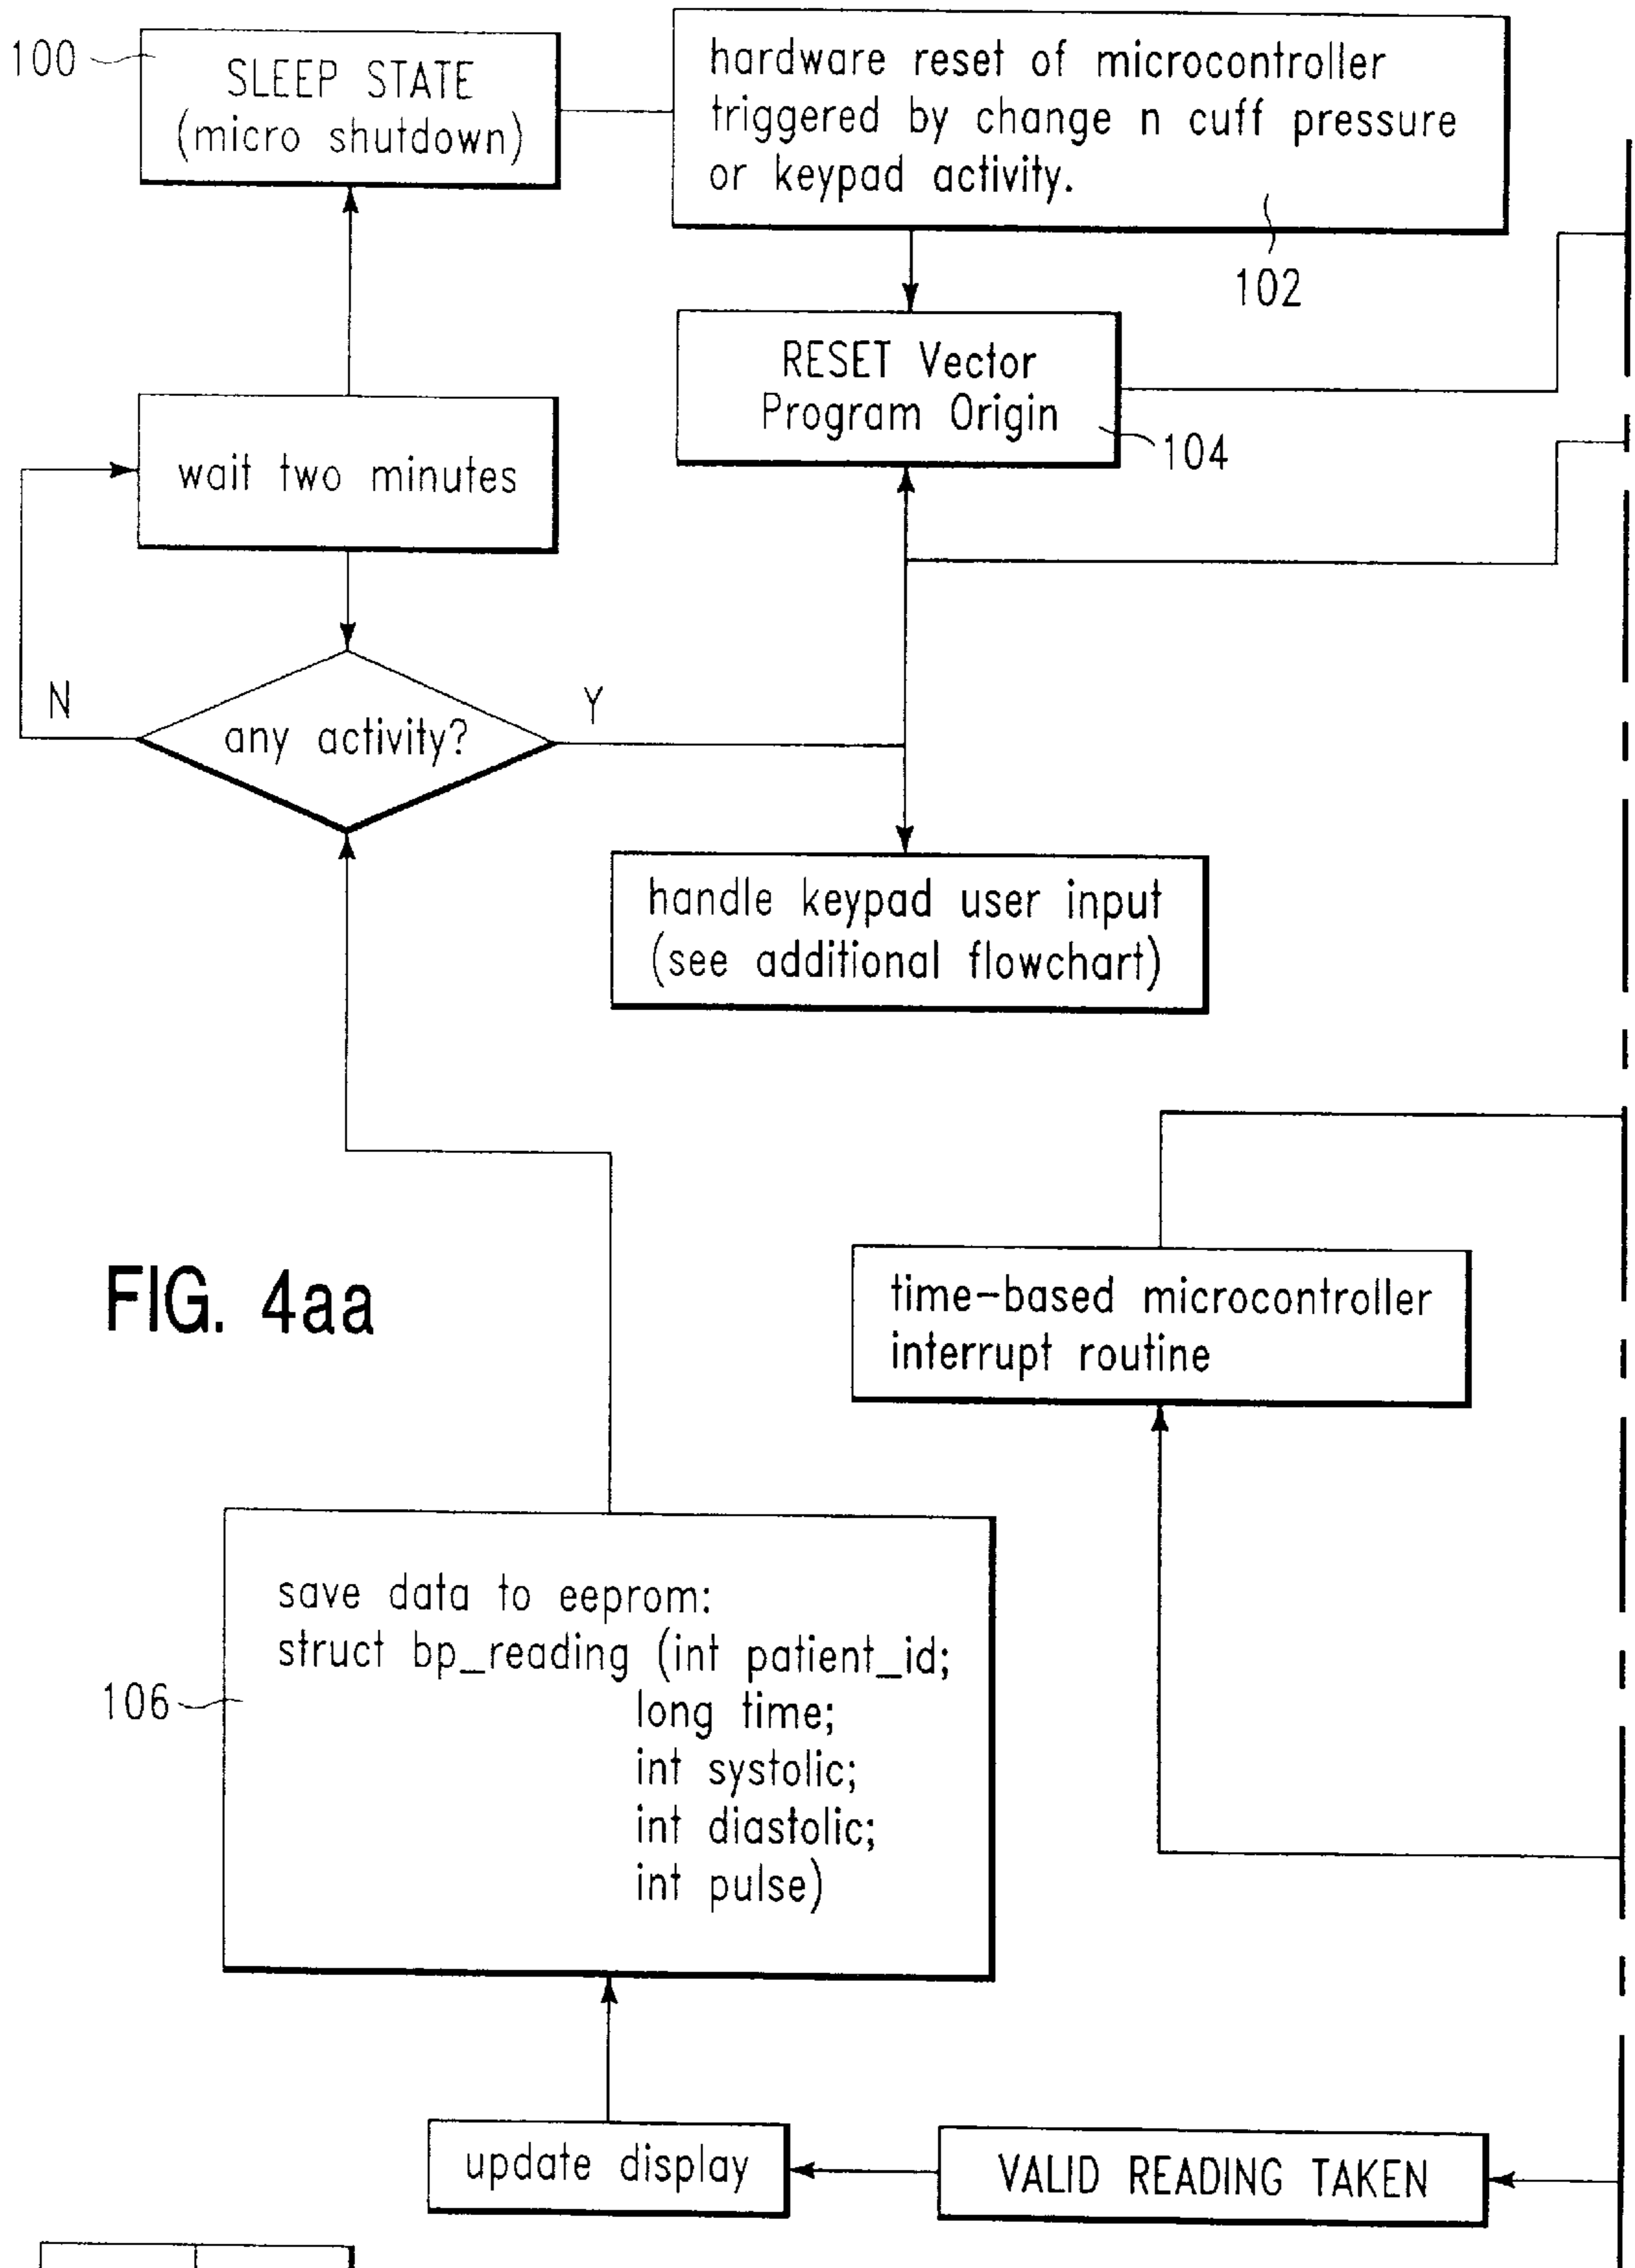 100
SLEEP STATE
(micro shutdown)
hardware reset of microcontroller
triggered by change n cuff pressure
or keypad activity.
102
RESET Vector
Program Origin
104
wait two minutes
N
any activity?
Y
handle keypad user input
(see additional flowchart)
FIG. 4aa
time-based microcontroller
interrupt routine
save data to eeprom:
struct bp_reading (int patient_id;
long time;
int systolic;
int diastolic;
int pulse)
106
update display
VALID READING TAKEN